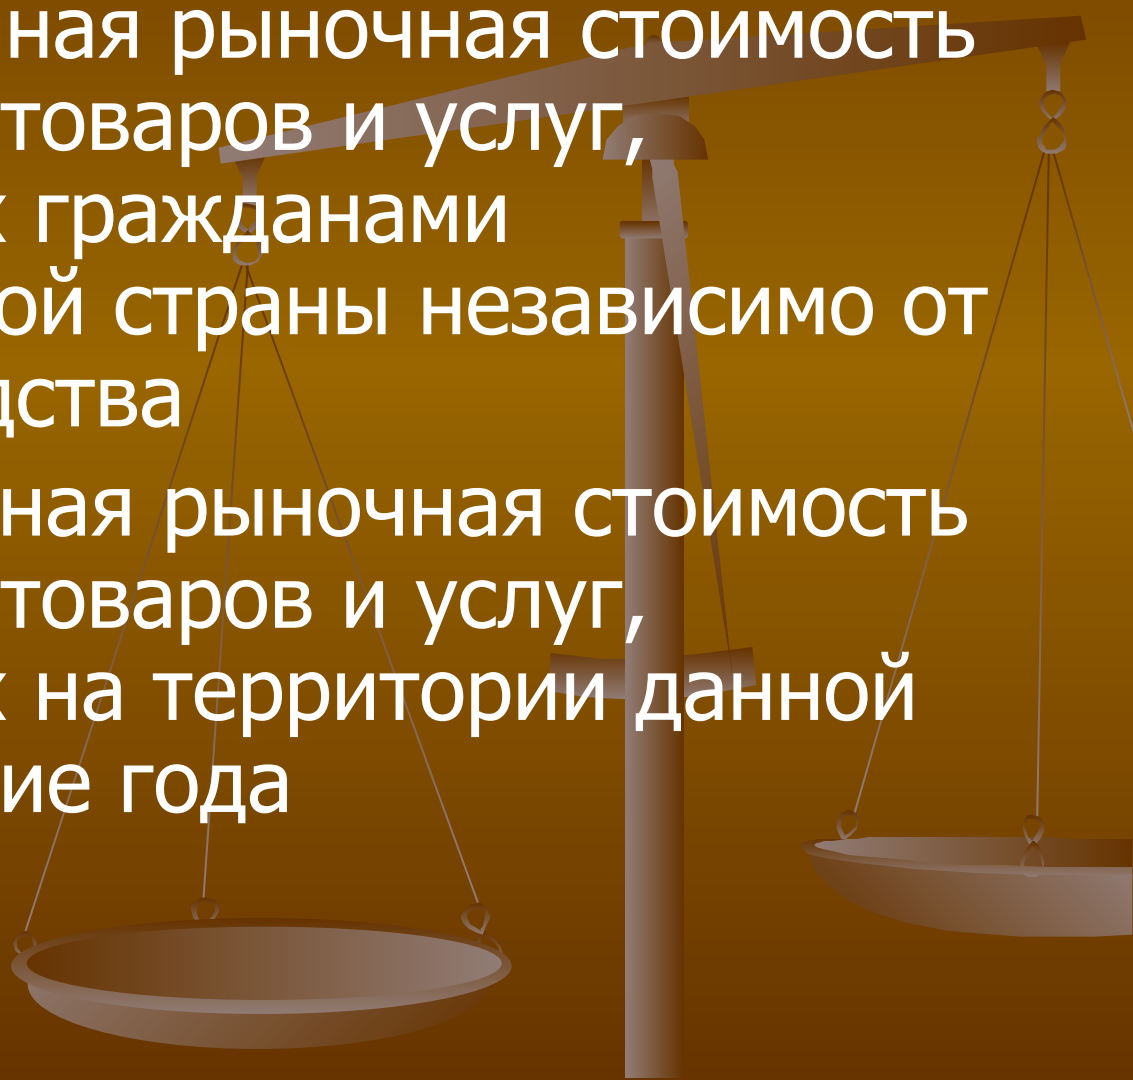 ная рыночная стоимость
товаров и услуг,
гражданами
ой страны независимо от
дства
ная рыночная стоимость
товаров и услуг,
на территории данной
ие года